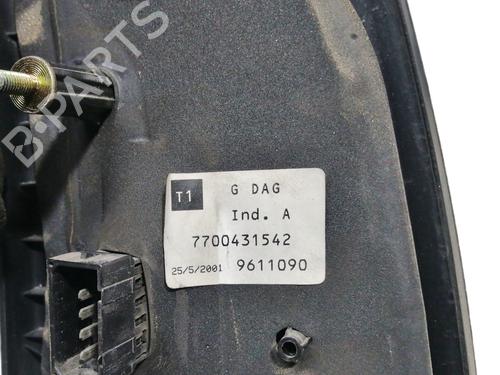 B-PARTS
T1 G DAG
Ind. A
7700431542
25/5/2001 9611090